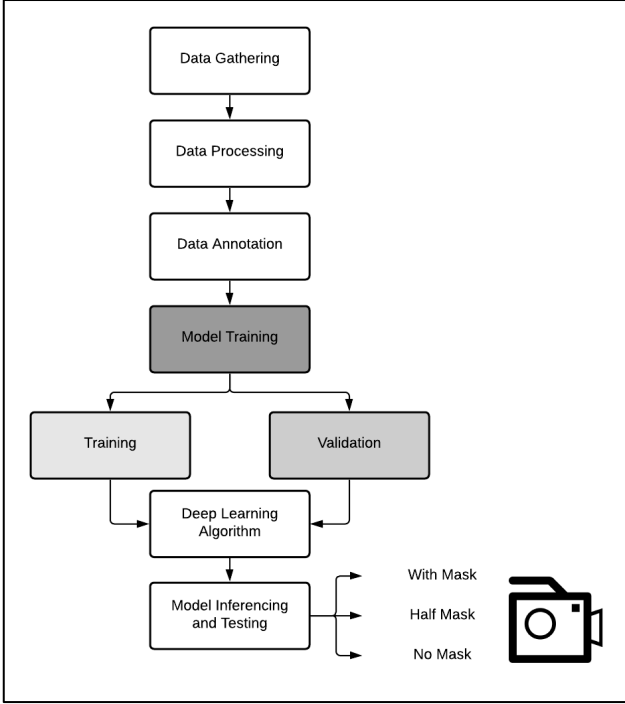 Data Gathering
Data Processing
Data Annotation
Model Training
Training
Validation
Deep Learning
Algorithm
Model Inferencing
and Testing
With Mask
Half Mask
No Mask